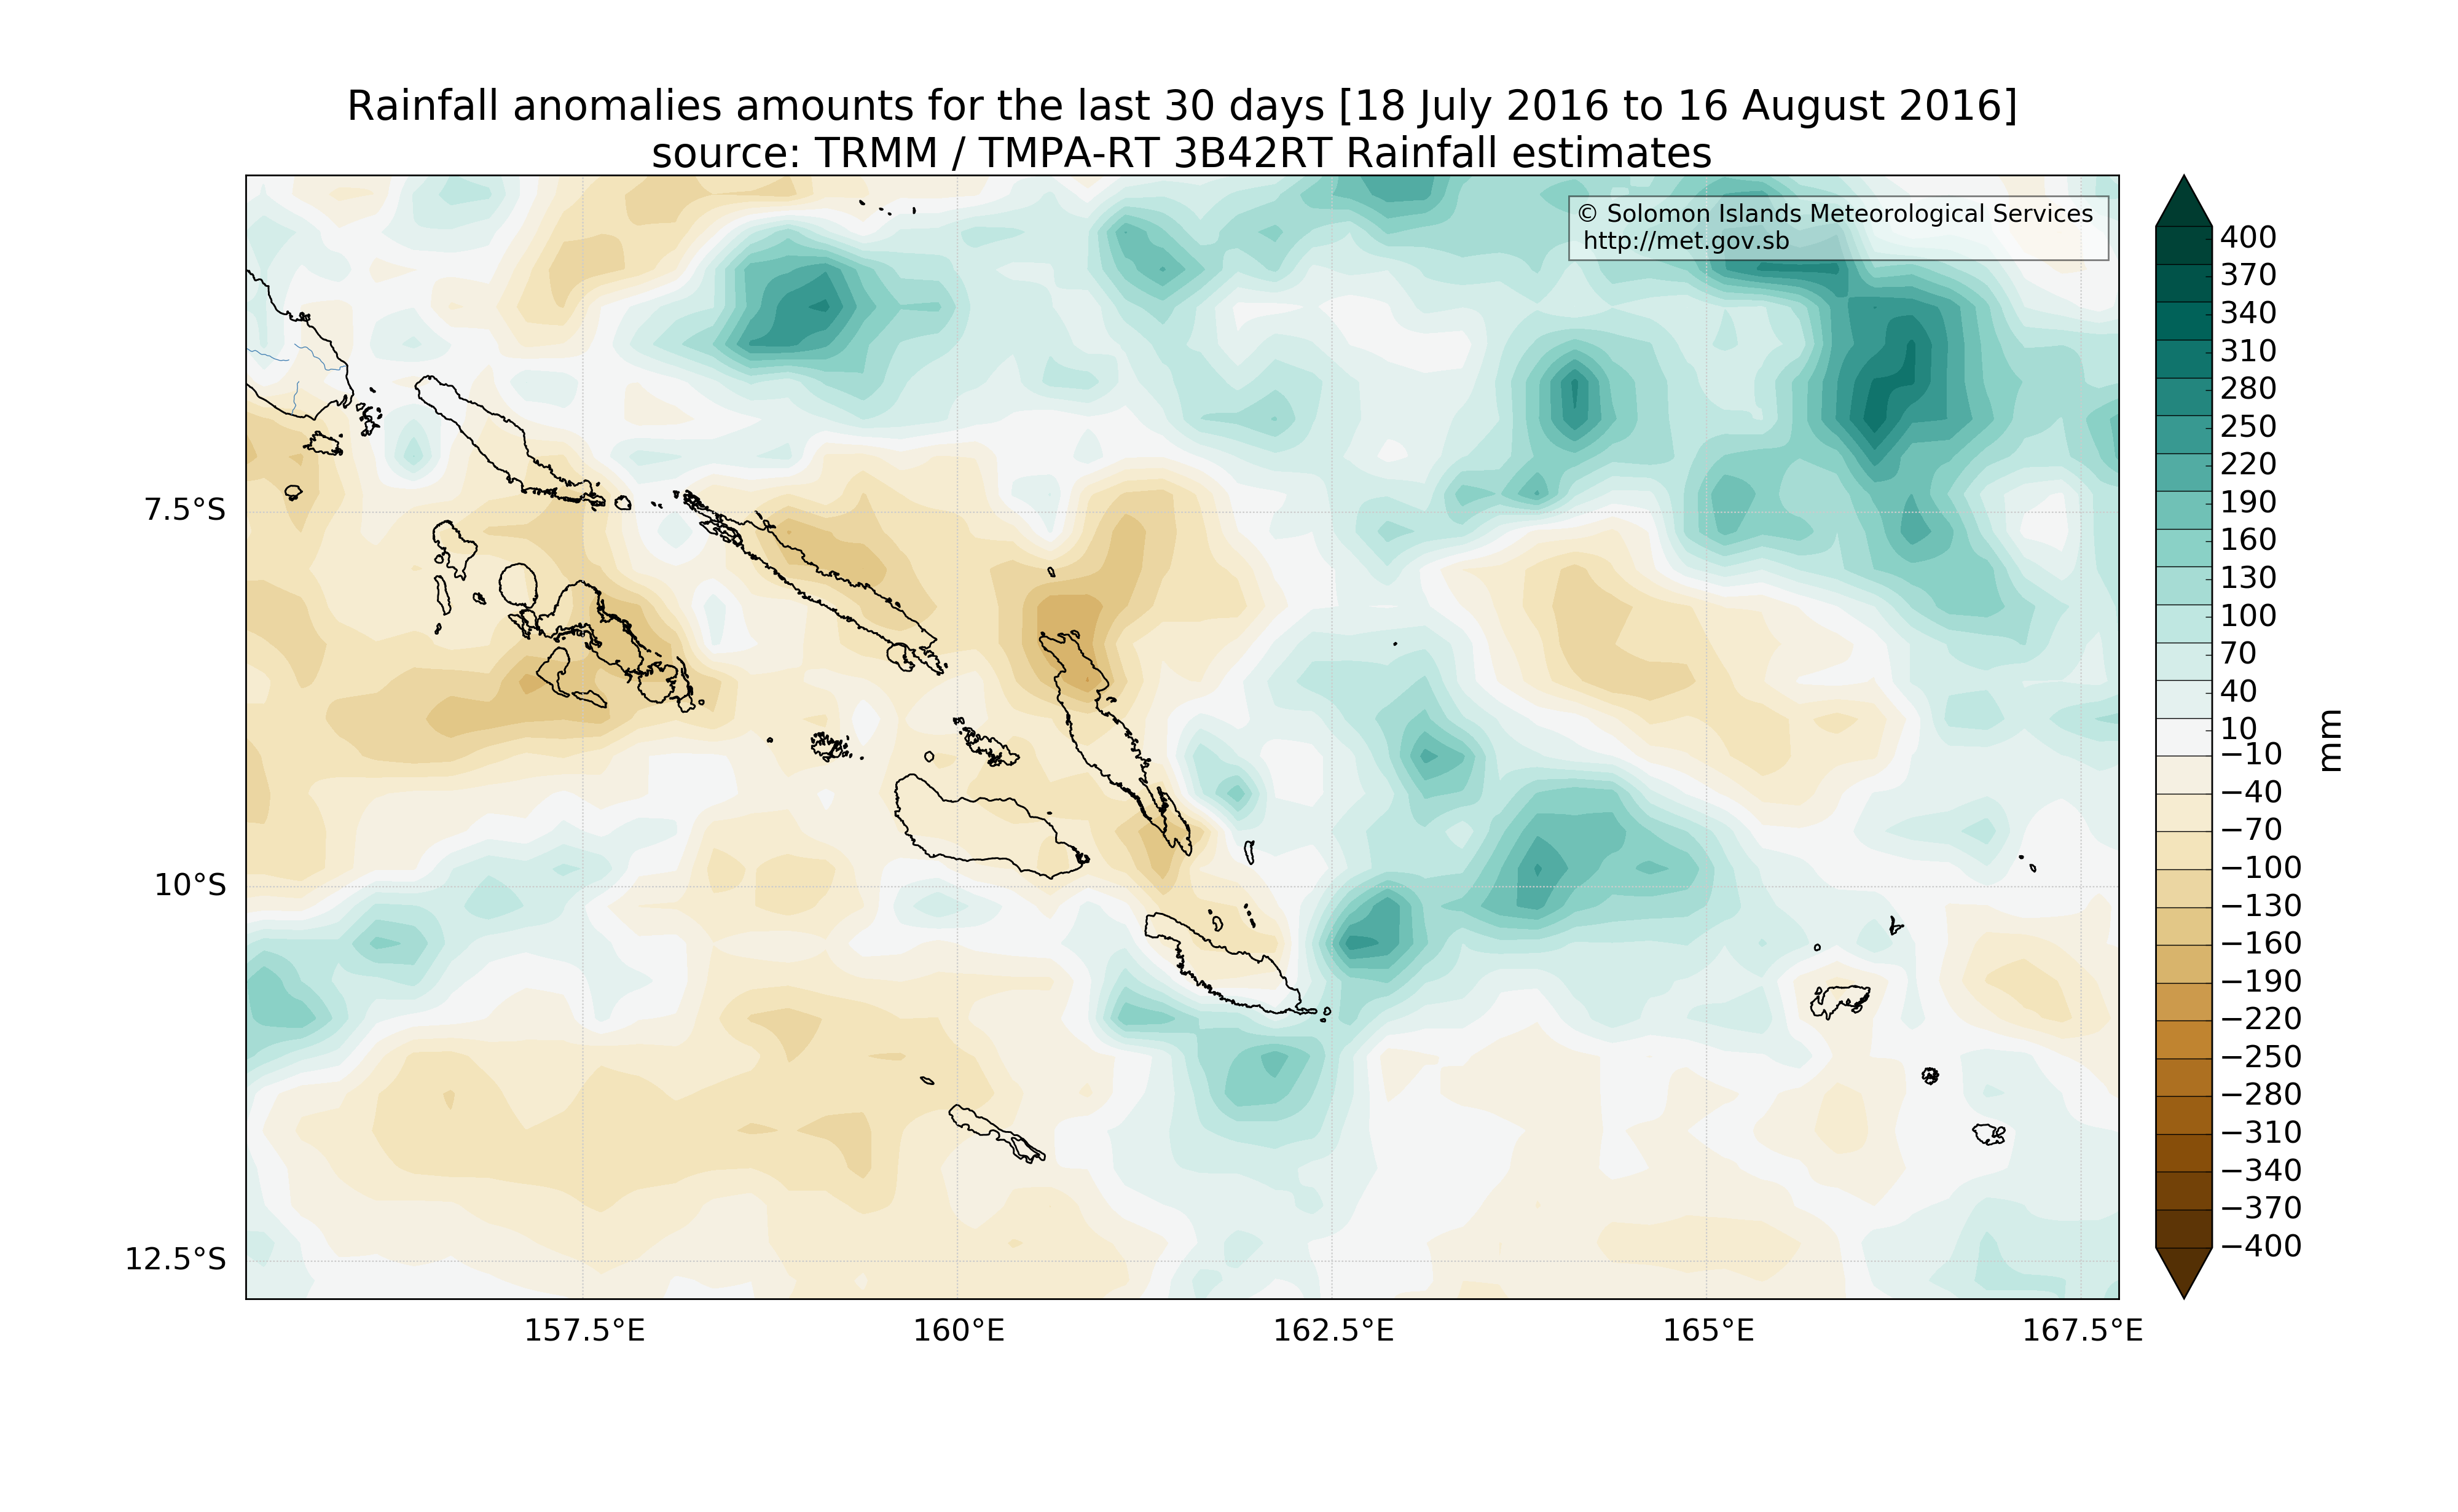 Rainfall anomalies amounts for the last 30 days [18 July 2016 to 16 August 2016]
source: TRMM / TMPA-RT 3B42RT Rainfall estimates
© Solomon Islands Meteorological Services
http://met.gov.sb
7.5°S
10°S
12.5°S
157.5°E
160°E
162.5°E
165°E
167.5°E
400
370
340
310
280
250
220
190
160
130
100
70
40
10
−10
−40
−70
−100
−130
−160
−190
−220
−250
−280
−310
−340
−370
−400
mm